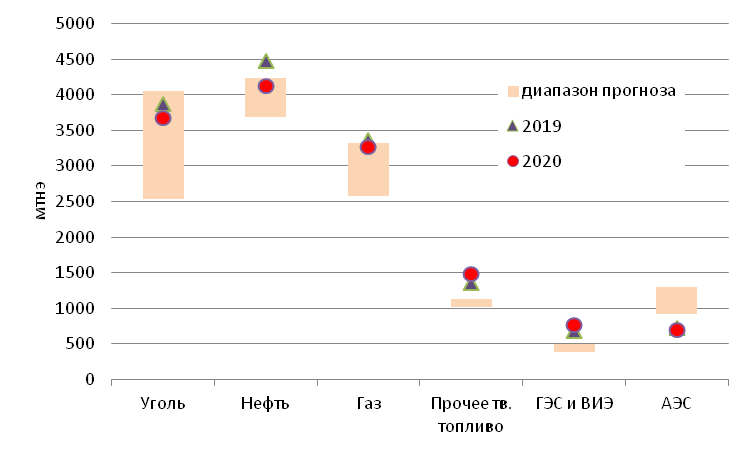 5000
4500
4000
3500
3000
2500
2000
1500
1000
500
0
мтнэ
диапазон прогноза
2019
2020
Уголь
Нефть
Газ
Прочее тв.
топливо
ГЭС и ВИЭ
АЭС